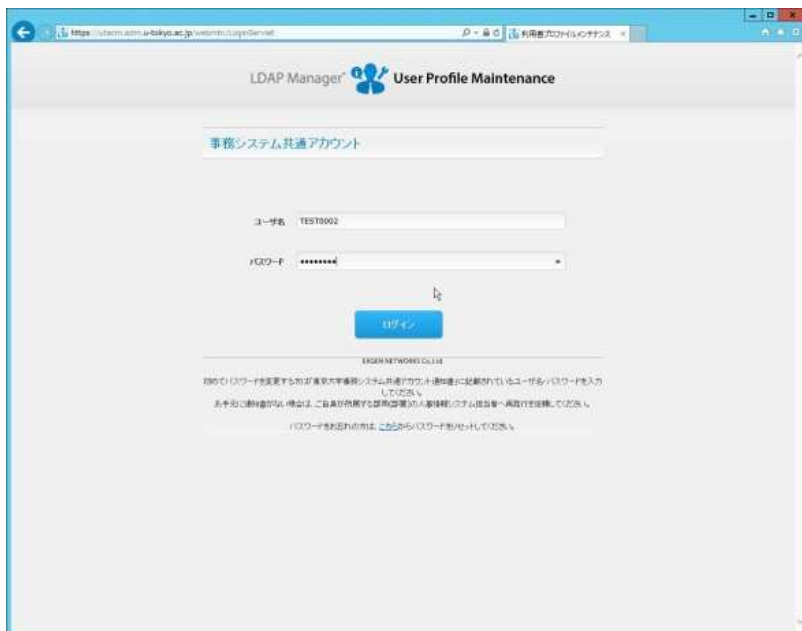 https://utacm.adm.u-tokyo.ac.jp/webmtn/LoginServlet
利用者プロファイルメンテナンス
LDAP Manager User Profile Maintenance
事務システム共通アカウント
ユーザ名 TEST0002
パスワード ••••••••
ログイン
EXGEN NETWORKS Co.,Ltd.
初めてパスワードを変更する方は「東京大学事務システム共通アカウント通知書」に記載されているユーザ名・パスワードを入力
してください。
お手元に通知書がない場合は、ご自身が所属する部局(部署)の人事情報システム担当者へ再発行を依頼してください。
パスワードをお忘れの方は、こちらからパスワードをリセットしてください。